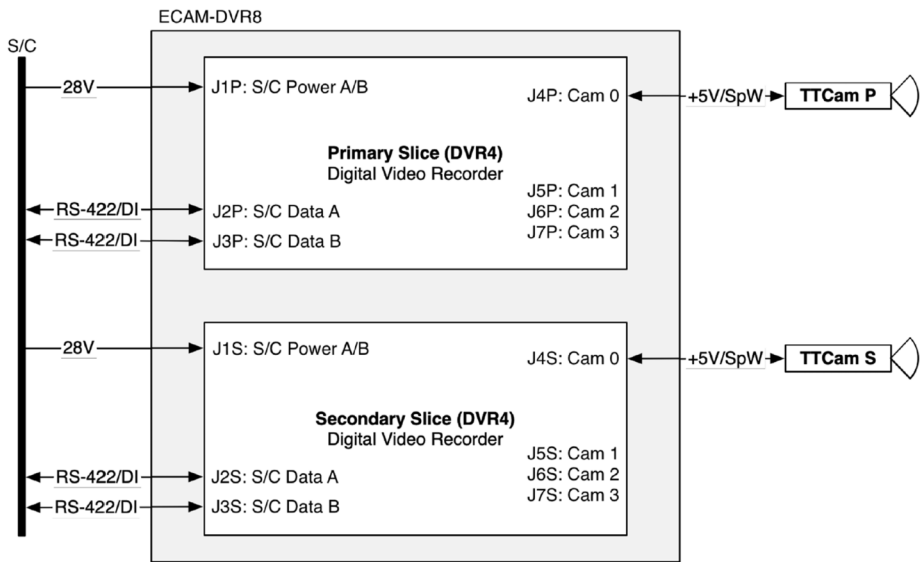 ECAM-DVR8
S/C
28V
J1P: S/C Power A/B
J4P: Cam 0
+5V/SpW
TTCam P
Primary Slice (DVR4)
Digital Video Recorder
J5P: Cam 1
RS-422/DI
J2P: S/C Data A
J6P: Cam 2
J7P: Cam 3
RS-422/DI
J3P: S/C Data B
28V
J1S: S/C Power A/B
J4S: Cam 0
+5V/SpW
TTCam S
Secondary Slice (DVR4)
Digital Video Recorder
J5S: Cam 1
RS-422/DI
J2S: S/C Data A
J6S: Cam 2
J7S: Cam 3
RS-422/DI
J3S: S/C Data B